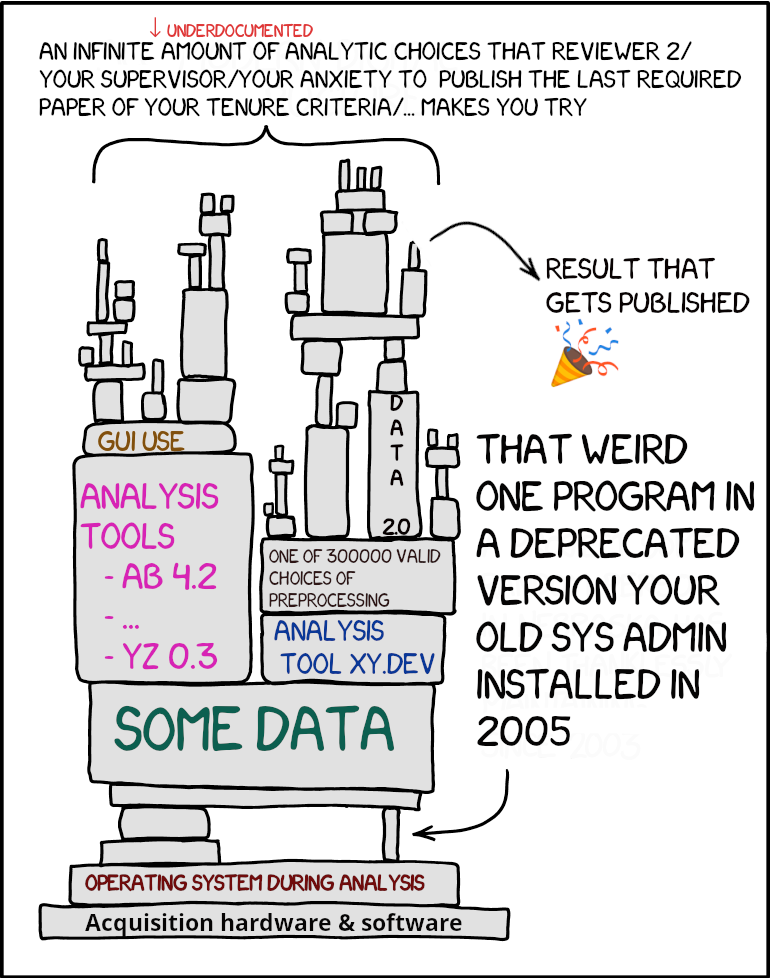 ↓ UNDERDOCUMENTED
AN INFINITE AMOUNT OF ANALYTIC CHOICES THAT REVIEWER 2/
YOUR SUPERVISOR/YOUR ANXIETY TO PUBLISH THE LAST REQUIRED
PAPER OF YOUR TENURE CRITERIA/... MAKES YOU TRY
RESULT THAT
GETS PUBLISHED
GUI USE
ANALYSIS
TOOLS
- AB 4.2
- ...
- YZ 0.3
D
A
T
A
2.0
ONE OF 300000 VALID
CHOICES OF
PREPROCESSING
ANALYSIS
TOOL XY.DEV
THAT WEIRD
ONE PROGRAM IN
A DEPRECATED
VERSION YOUR
OLD SYS ADMIN
INSTALLED IN
2005
SOME DATA
OPERATING SYSTEM DURING ANALYSIS
Acquisition hardware & software